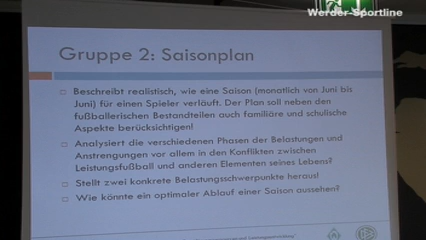 Werder-Sportline
Gruppe 2: Saisonplan
Beschreibt realistisch, wie eine Saison (monatlich von Juni bis
Juni) für einen Spieler verläuft. Der Plan soll neben den
fußballerischen Bestandteilen auch familiäre und schulische
Aspekte berücksichtigen!
Analysiert die verschiedenen Phasen der Belastungen und
Anstrengungen vor allem in den Konflikten zwischen
Leistungsfußball und anderen Elementen seines Lebens?
Stellt zwei konkrete Belastungsschwerpunkte heraus!
Wie könnte ein optimaler Ablauf einer Saison aussehen?